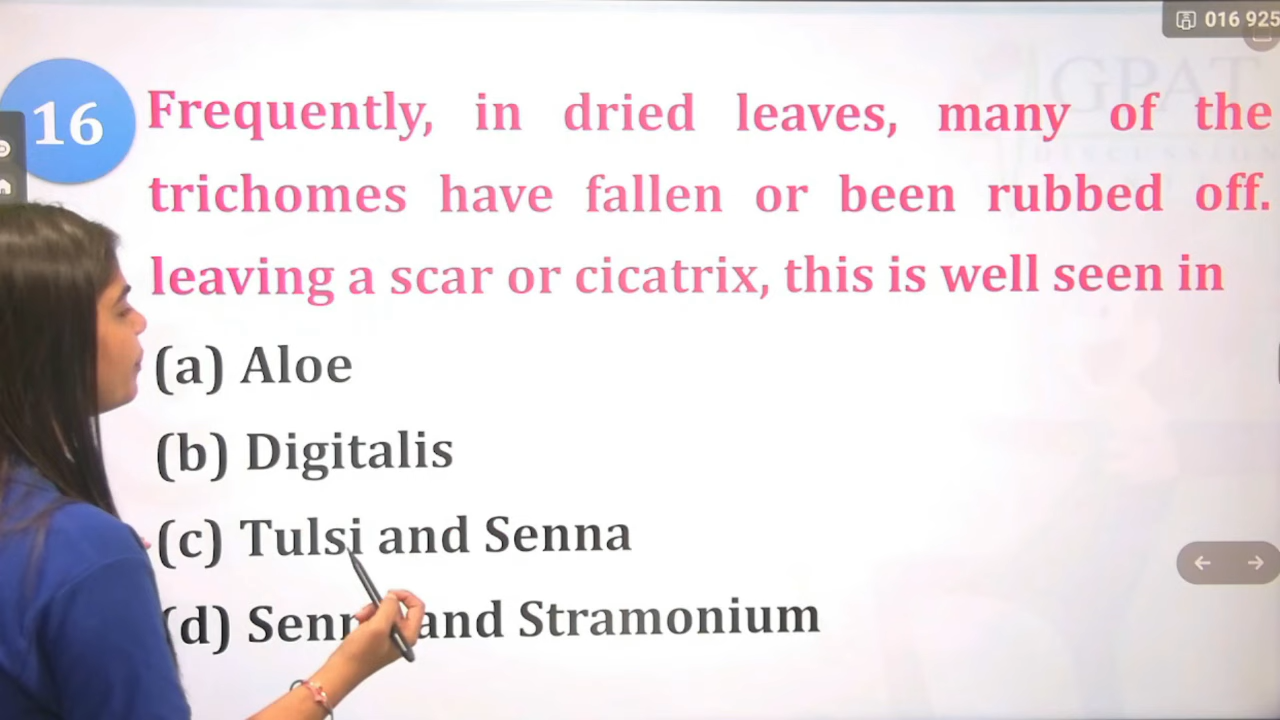 016 925
16
Frequently, in dried leaves, many of the
trichomes have fallen or been rubbed off.
leaving a scar or cicatrix, this is well seen in
(a) Aloe
(b) Digitalis
(c) Tulsi and Senna
(d) and Stramonium
GPAT